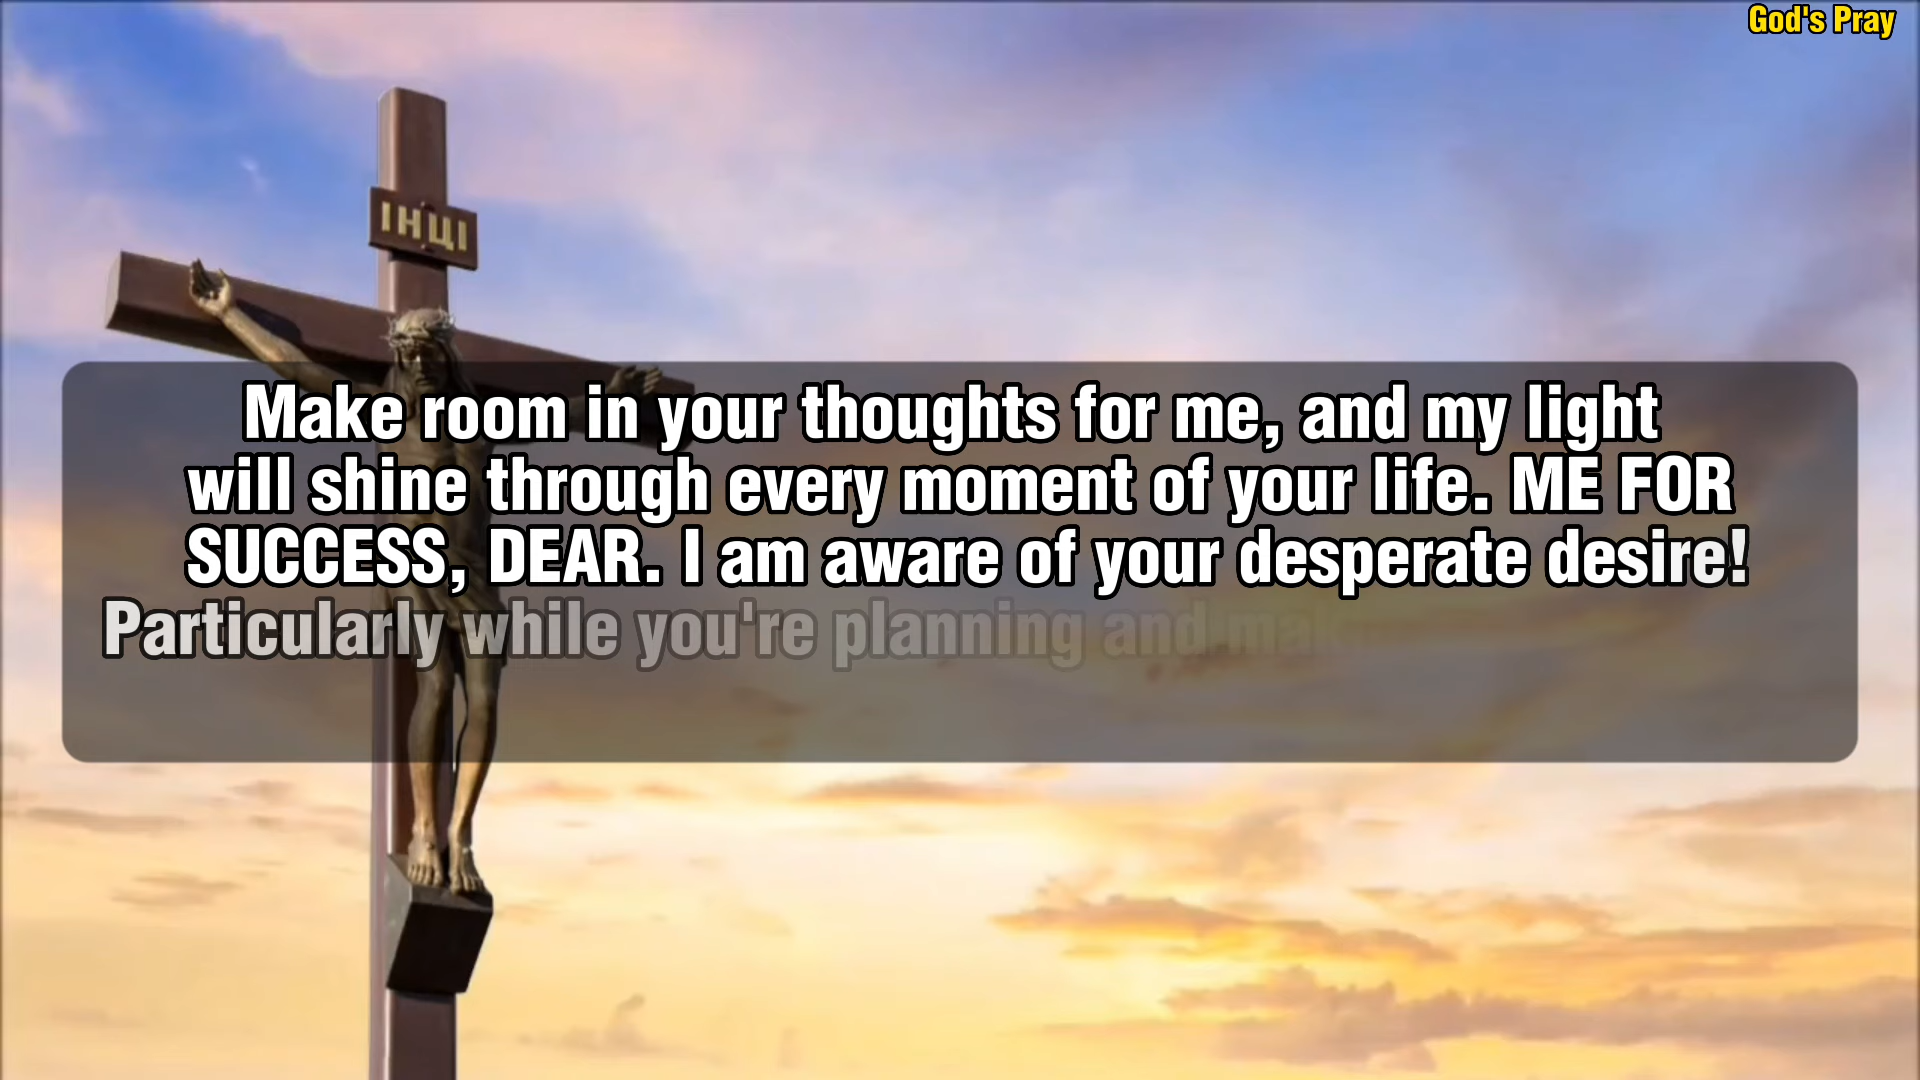 God's Pray
ІНЦІ
Make room in your thoughts for me, and my light
will shine through every moment of your life. ME FOR
SUCCESS, DEAR. I am aware of your desperate desire!
Particularly while you're planning and